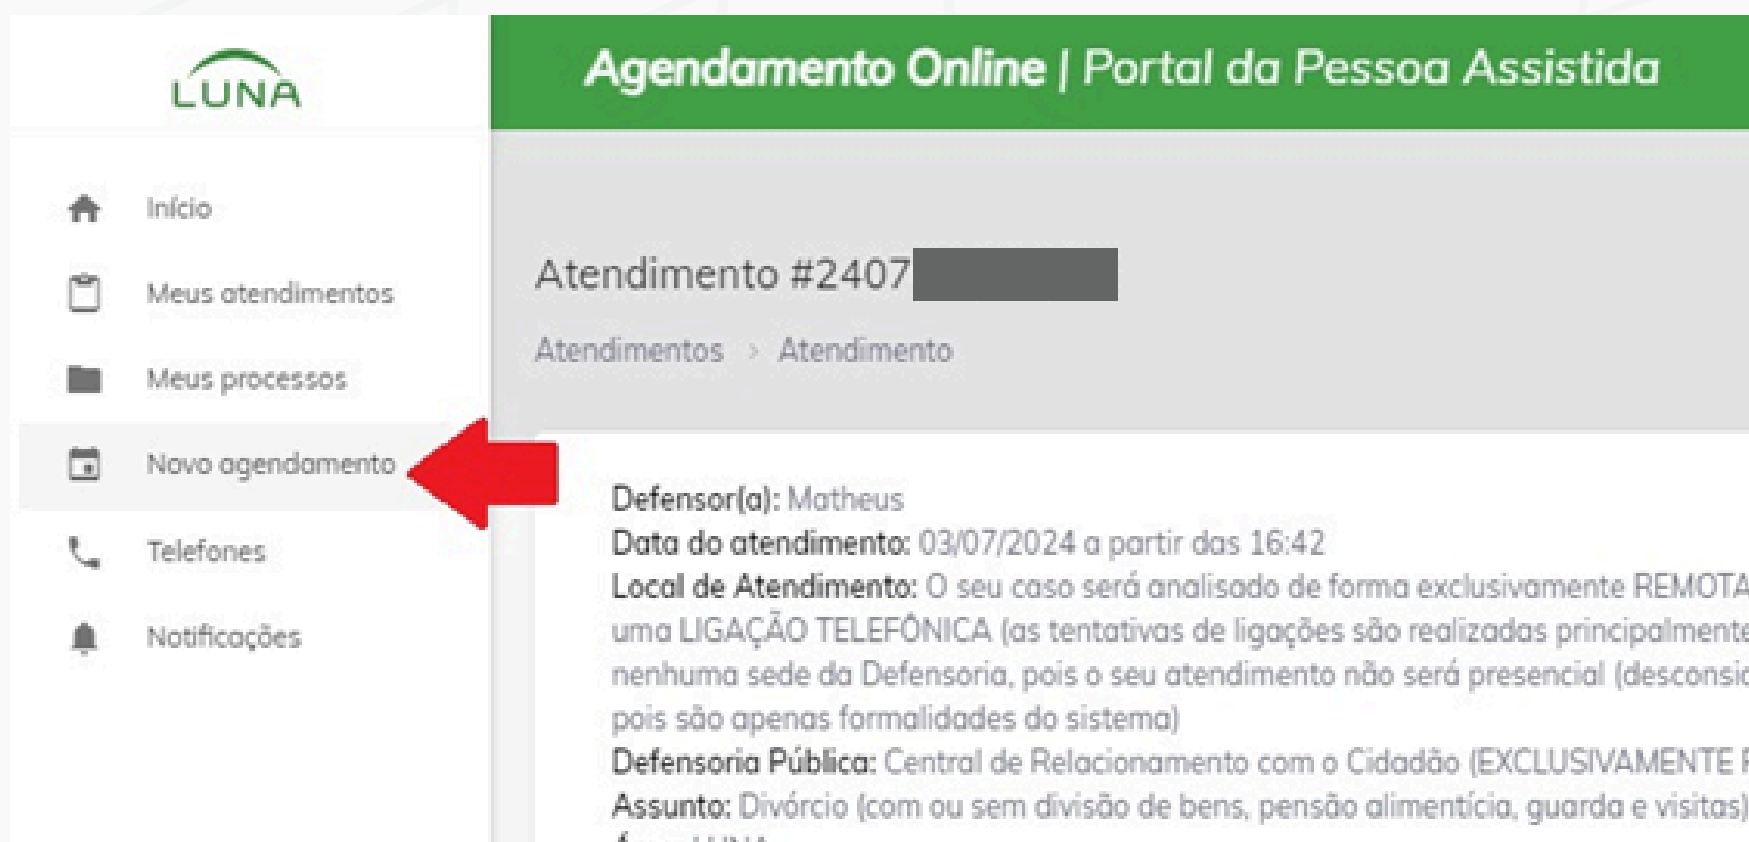 LUNA
Agendamento Online | Portal da Pessoa Assistida
Início
Meus atendimentos
Meus processos
Novo agendamento
Telefones
Notificações
Atendimento #2407
Atendimentos > Atendimento
Defensor(a): Matheus
Data do atendimento: 03/07/2024 a partir das 16:42
Local de Atendimento: O seu caso será analisado de forma exclusivamente REMOTA
uma LIGAÇÃO TELEFÔNICA (as tentativas de ligações são realizadas principalmente
nenhuma sede da Defensoria, pois o seu atendimento não será presencial (desconsid
pois são apenas formalidades do sistema)
Defensoria Pública: Central de Relacionamento com o Cidadão (EXCLUSIVAMENTE
Assunto: Divórcio (com ou sem divisão de bens, pensão alimentícia, guarda e visitas)